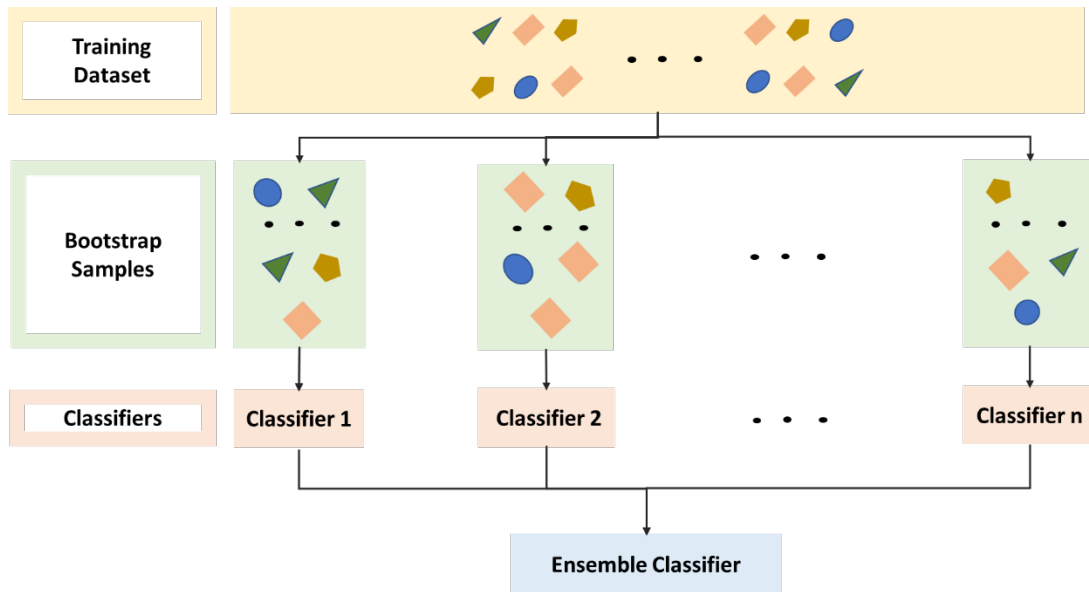 Training
Dataset
Bootstrap
Samples
Classifiers
Classifier 1
Classifier 2
Classifier n
Ensemble Classifier